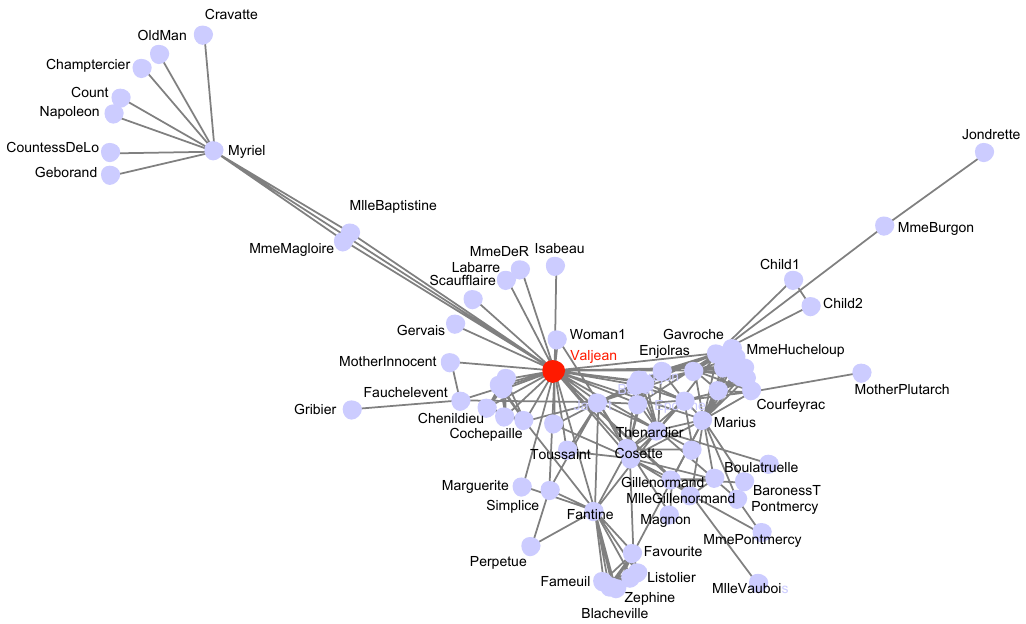 Cravatte
OldMan
Champtercier
Count
Napoleon
CountessDeLo
Geborand
Myriel
Jondrette
MlleBaptistine
MmeMagloire
MmeBurgon
MmeDeR
Isabeau
Labarre
Scaufflaire
Child1
Child2
Gervais
Woman1
Gavroche
Valjean
Enjolras
MmeHucheloup
MotherInnocent
MotherPlutarch
Fauchelevent
Gribier
Chenildieu
Courfeyrac
Cochepaille
Marius
Thenardier
Toussaint
Cosette
Boulatruelle
Marguerite
Gillenormand
BaronessT
Simplice
MlleGillenormand
Pontmercy
Fantine
Magnon
MmePontmercy
Perpetue
Favourite
Fameuil
Listolier
MlleVaubois
Zephine
Blacheville